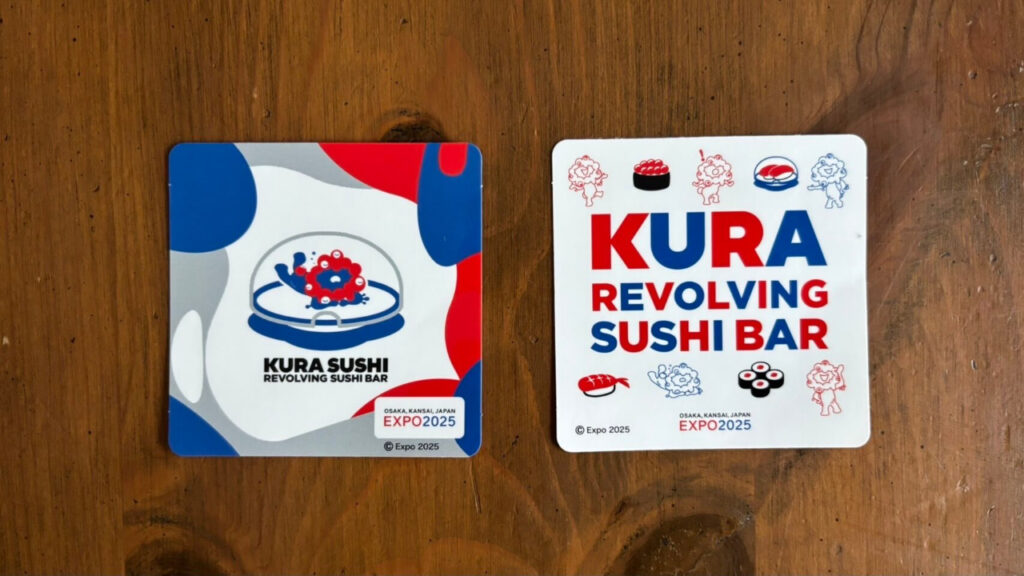 KURA SUSHI
REVOLVING SUSHI BAR
OSAKA, KANSAI, JAPAN
EXPO2025
© Expo 2025
KURA
REVOLVING
SUSHI BAR
OSAKA, KANSAI, JAPAN
EXPO2025
© Expo 2025